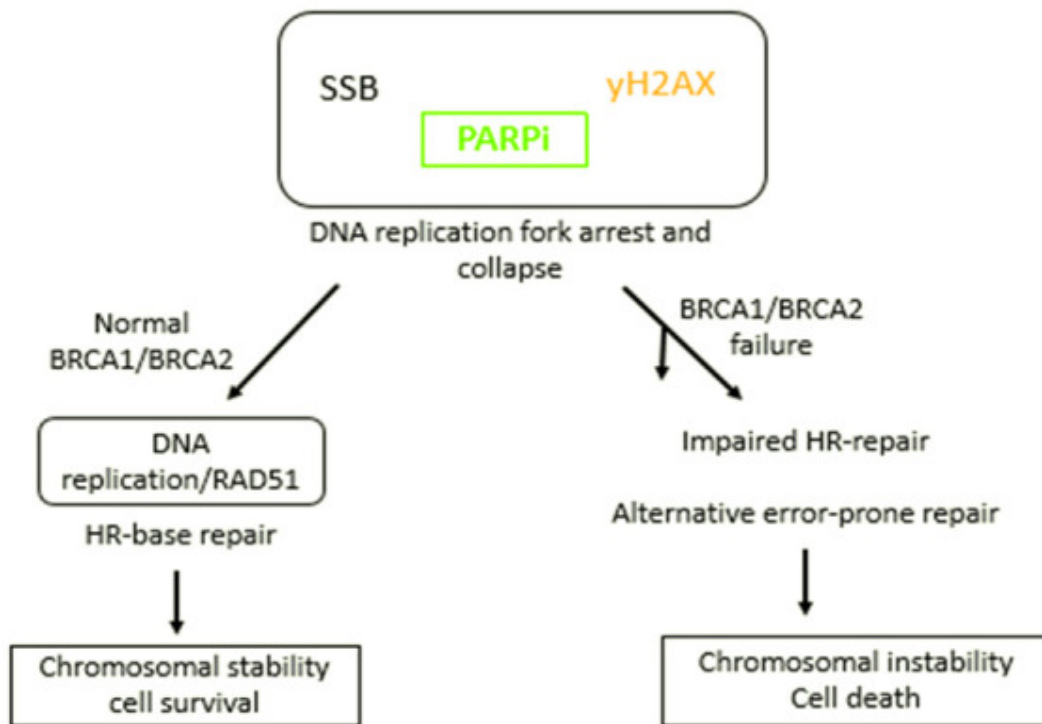 SSB
yH2AX
PARPi
DNA replication fork arrest and
collapse
Normal
BRCA1/BRCA2
BRCA1/BRCA2
failure
DNA
replication/RAD51
HR-base repair
Impaired HR-repair
Alternative error-prone repair
Chromosomal stability
cell survival
Chromosomal instability
Cell death